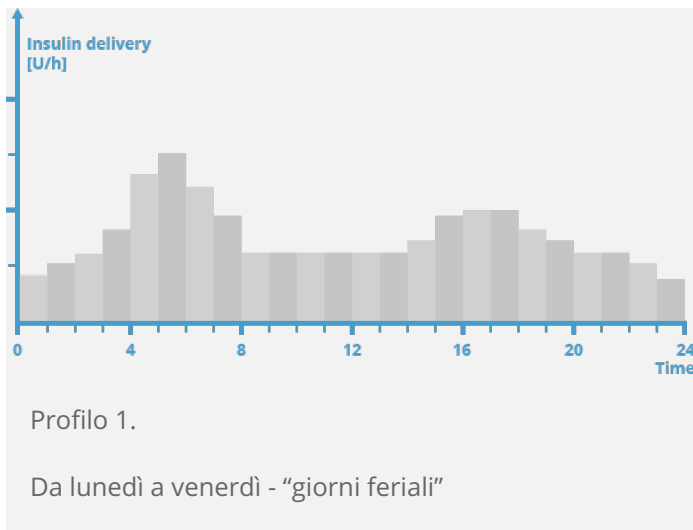 Insulin delivery
[U/h]
0 4 8 12 16 20 24
Time
Profilo 1.
Da lunedì a venerdì - “giorni feriali”